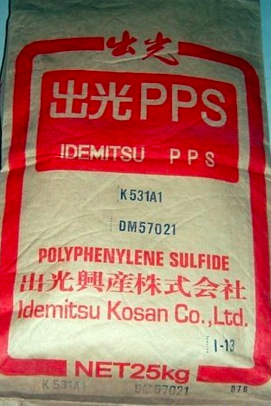 出光
出光PPS
IDEMITSU PPS
K531A1
DM57021
POLYPHENYLENE SULFIDE
出光興産株式会社
Idemitsu Kosan Co.,Ltd.
I-13
NET25kg
K531A1 DM57021 076